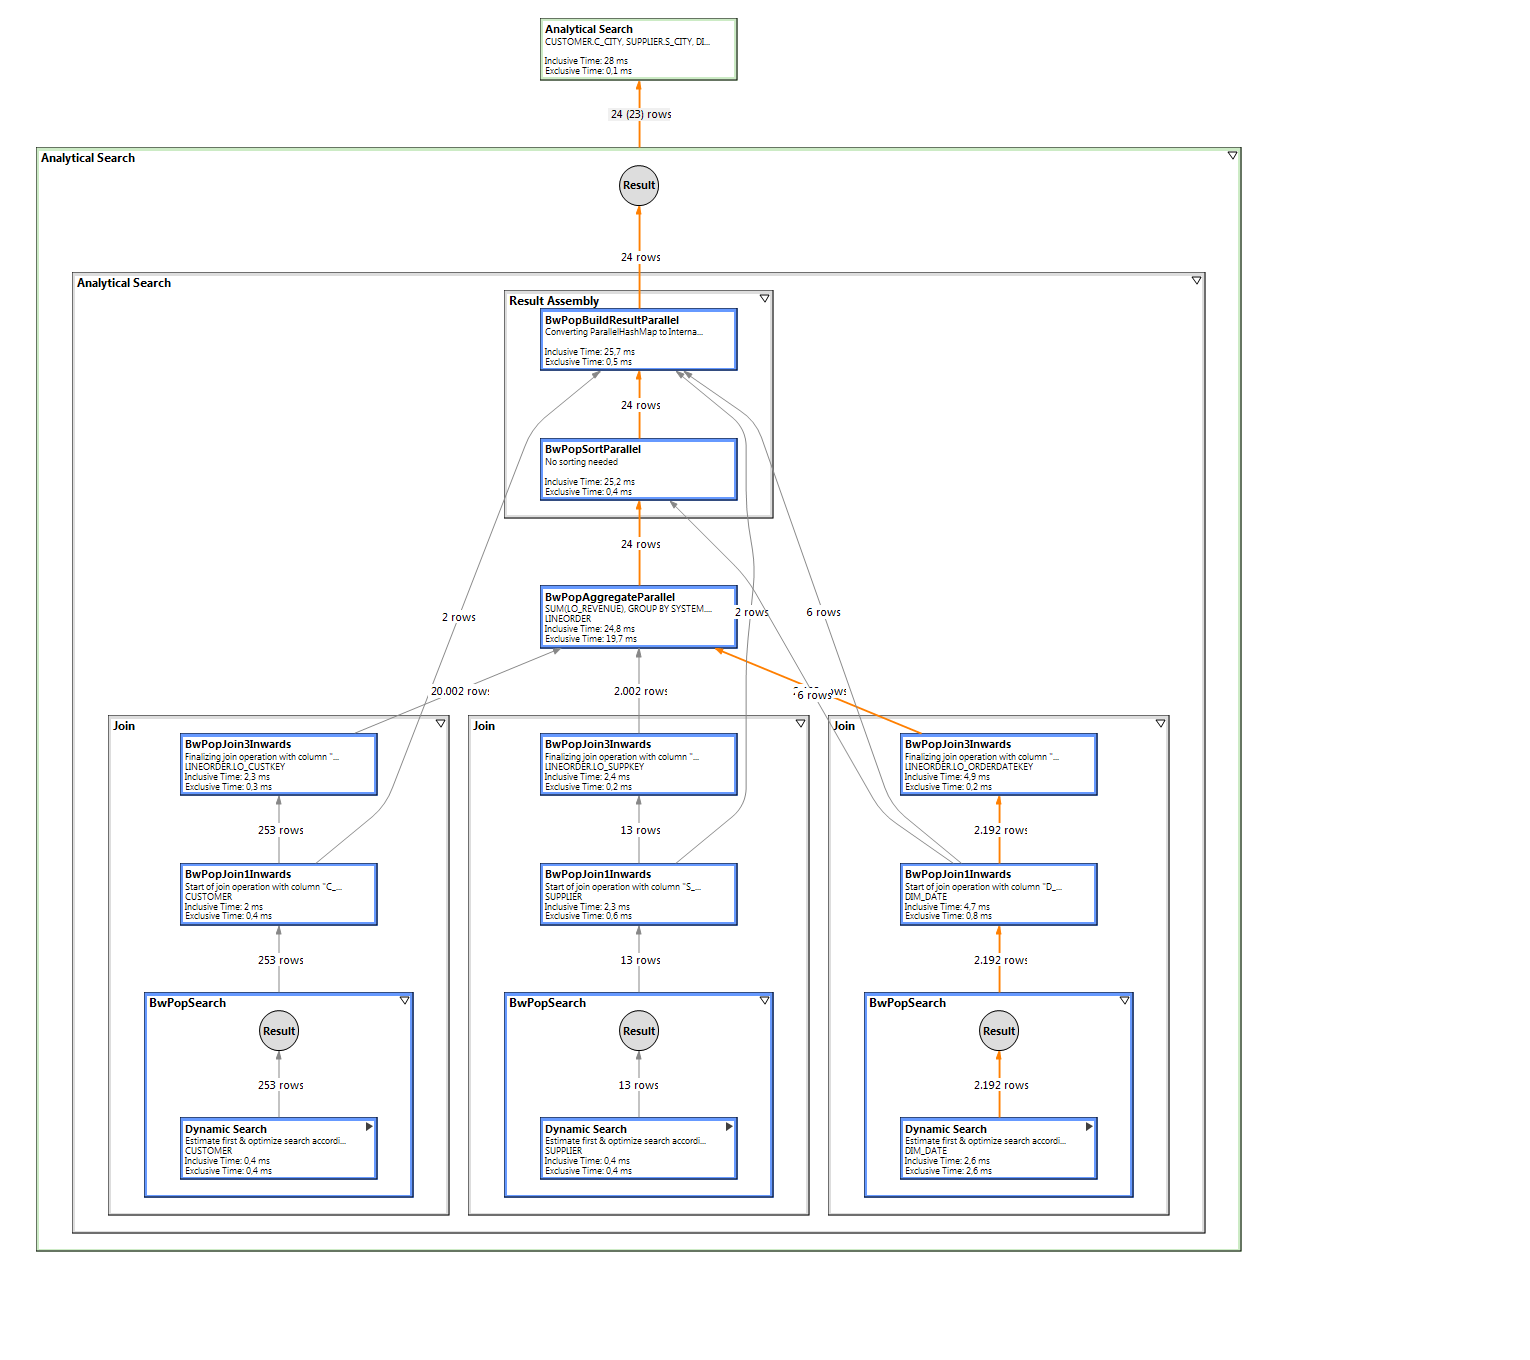 Analytical Search
CUSTOMER.C_CITY, SUPPLIER.S_CITY, DI...
Inclusive Time: 28 ms
Exclusive Time: 0,1 ms
24 (23) rows
Analytical Search
Result
24 rows
Analytical Search
Result Assembly
BwPopBuildResultParallel
Converting ParallelHashMap to Interna...
Inclusive Time: 25,7 ms
Exclusive Time: 0,5 ms
24 rows
BwPopSortParallel
No sorting needed
Inclusive Time: 25,2 ms
Exclusive Time: 0,4 ms
24 rows
BwPopAggregateParallel
SUM(LO_REVENUE), GROUP BY SYSTEM....
LINEORDER
Inclusive Time: 24,8 ms
Exclusive Time: 19,7 ms
2 rows
2 rows
6 rows
20.002 rows
2.002 rows
6 rows
Join
BwPopJoin3Inwards
Finalizing join operation with column "...
LINEORDER.LO_CUSTKEY
Inclusive Time: 2,3 ms
Exclusive Time: 0,3 ms
253 rows
BwPopJoin1Inwards
Start of join operation with column "C_...
CUSTOMER
Inclusive Time: 2 ms
Exclusive Time: 0,4 ms
253 rows
BwPopSearch
Result
253 rows
Dynamic Search
Estimate first & optimize search accordi...
CUSTOMER
Inclusive Time: 0,4 ms
Exclusive Time: 0,4 ms
Join
BwPopJoin3Inwards
Finalizing join operation with column "...
LINEORDER.LO_SUPPKEY
Inclusive Time: 2,4 ms
Exclusive Time: 0,2 ms
13 rows
BwPopJoin1Inwards
Start of join operation with column "S_...
SUPPLIER
Inclusive Time: 2,3 ms
Exclusive Time: 0,6 ms
13 rows
BwPopSearch
Result
13 rows
Dynamic Search
Estimate first & optimize search accordi...
SUPPLIER
Inclusive Time: 0,4 ms
Exclusive Time: 0,4 ms
Join
BwPopJoin3Inwards
Finalizing join operation with column "...
LINEORDER.LO_ORDERDATEKEY
Inclusive Time: 4,9 ms
Exclusive Time: 0,2 ms
2.192 rows
BwPopJoin1Inwards
Start of join operation with column "D_...
DIM_DATE
Inclusive Time: 4,7 ms
Exclusive Time: 0,8 ms
2.192 rows
BwPopSearch
Result
2.192 rows
Dynamic Search
Estimate first & optimize search accordi...
DIM_DATE
Inclusive Time: 2,6 ms
Exclusive Time: 2,6 ms